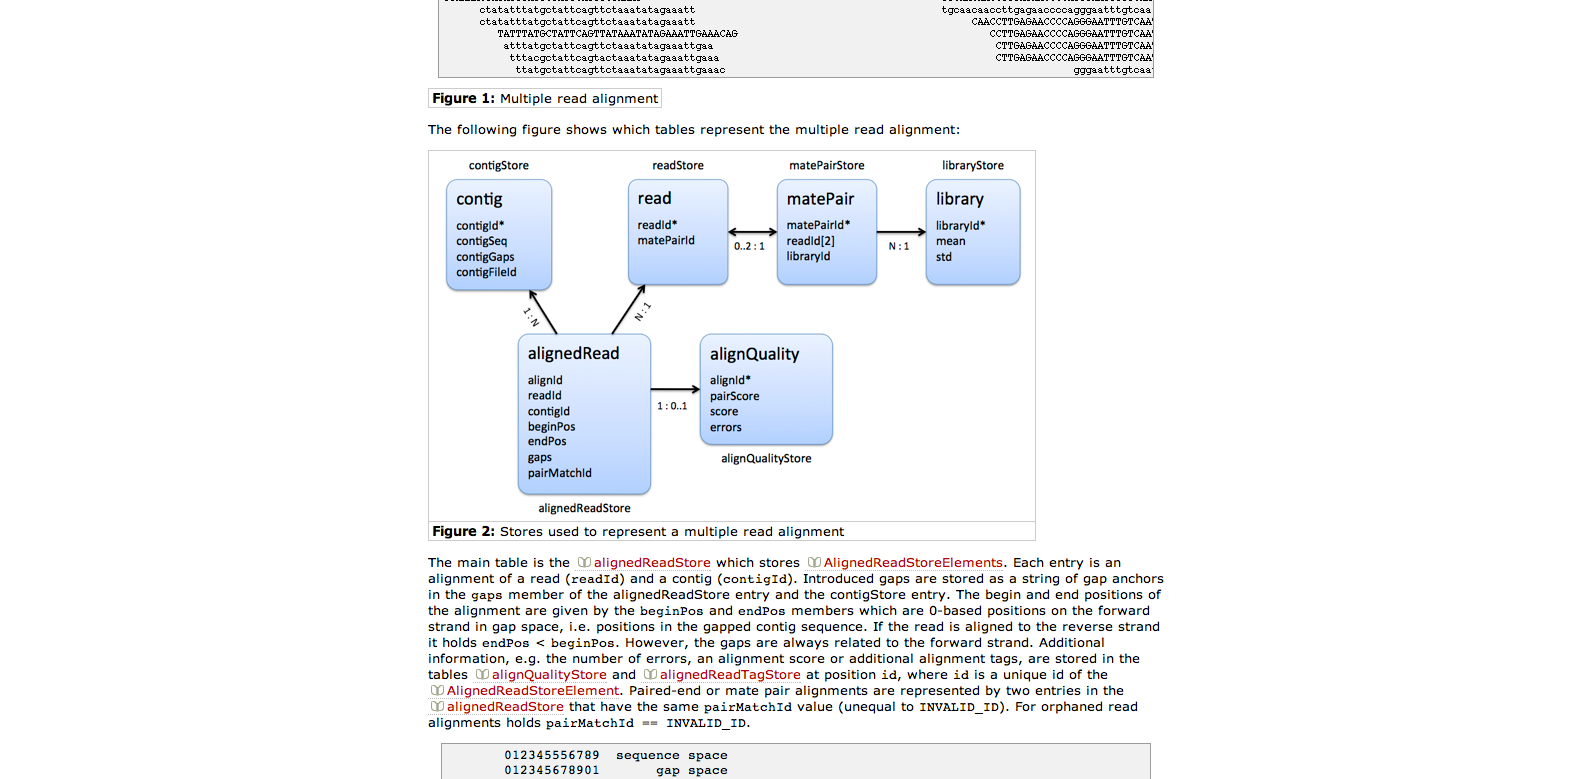 ctatatttatgctattcagttctaaatatagaaatt
ctatatttatgctattcagttctaaatatagaaatt
TATTTATGCTATTCAGTTATAAATATAGAAATTGAAACAG
atttatgctattcagttctaaatatagaaattgaa
tttacgctattcagtactaaatatagaaattgaaa
ttatgctattcagttctaaatatagaaattgaaac
tgcaacaaccttgagaaccccagggaatttgtcaa
CAACCTTGAGAACCCCAGGGAATTTGTCAA
CCTTGAGAACCCCAGGGAATTTGTCAA
CTTGAGAACCCCAGGGAATTTGTCAA
CTTGAGAACCCCAGGGAATTTGTCAA
gggaatttgtcaa
Figure 1: Multiple read alignment
The following figure shows which tables represent the multiple read alignment:
contigStore
contig
contigId*
contigSeq
contigGaps
contigFileId
readStore
read
readId*
matePairId
0..2 : 1
matePairStore
matePair
matePairId*
readId[2]
libraryId
N : 1
libraryStore
library
libraryId*
mean
std
1 : N
N : 1
alignedRead
alignId
readId
contigId
beginPos
endPos
gaps
pairMatchId
alignedReadStore
1 : 0..1
alignQuality
alignId*
pairScore
score
errors
alignQualityStore
Figure 2: Stores used to represent a multiple read alignment
The main table is the alignedReadStore which stores AlignedReadStoreElements. Each entry is an
alignment of a read (readId) and a contig (contigId). Introduced gaps are stored as a string of gap anchors
in the gaps member of the alignedReadStore entry and the contigStore entry. The begin and end positions of
the alignment are given by the beginPos and endPos members which are 0-based positions on the forward
strand in gap space, i.e. positions in the gapped contig sequence. If the read is aligned to the reverse strand
it holds endPos < beginPos. However, the gaps are always related to the forward strand. Additional
information, e.g. the number of errors, an alignment score or additional alignment tags, are stored in the
tables alignQualityStore and alignedReadTagStore at position id, where id is a unique id of the
AlignedReadStoreElement. Paired-end or mate pair alignments are represented by two entries in the
alignedReadStore that have the same pairMatchId value (unequal to INVALID_ID). For orphaned read
alignments holds pairMatchId == INVALID_ID.
012345556789 sequence space
012345678901 gap space